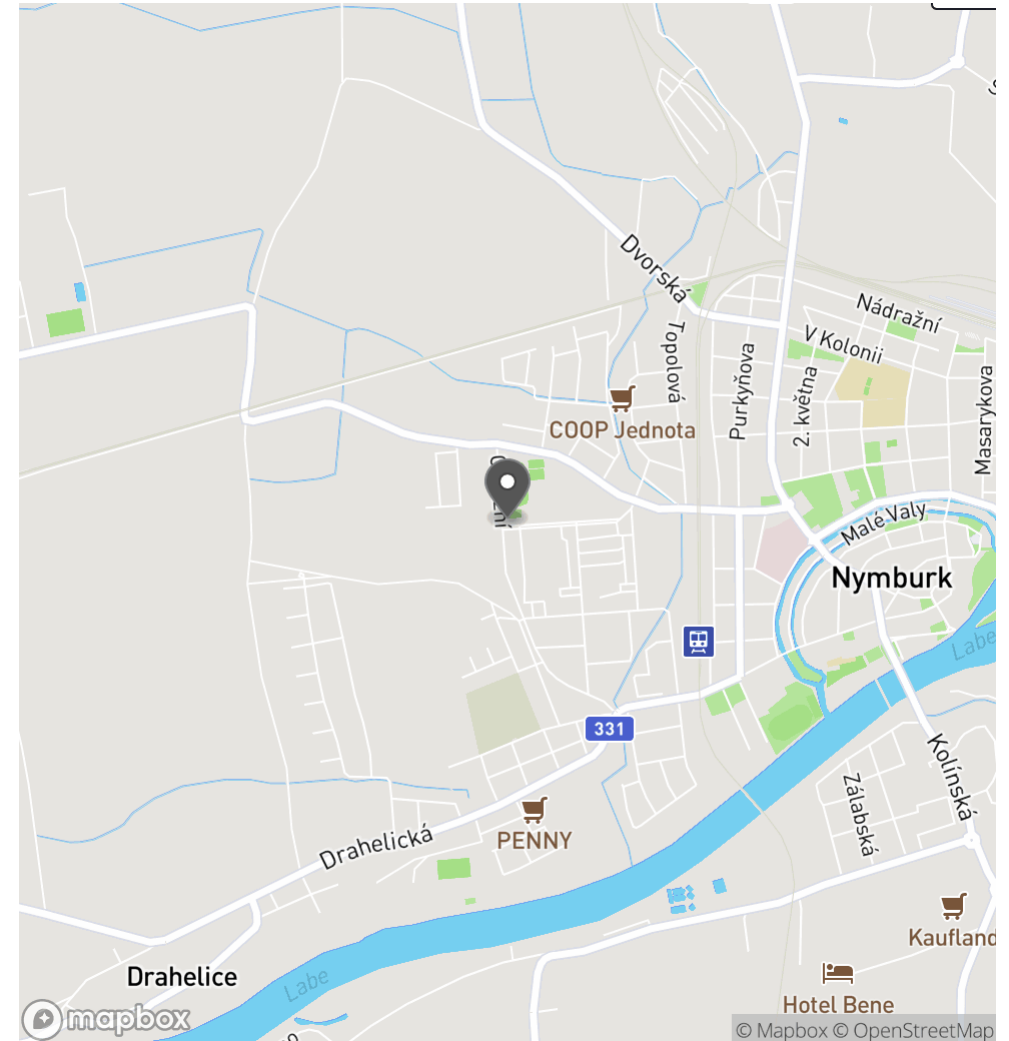 Dvorská
Nádražní
V Kolonii
Topolová
Purkyňova
2. května
Masarykova
COOP Jednota
Malé Valy
Nymburk
Labe
331
Kolínská
Zálabská
Drahelická
PENNY
Kaufland
Drahelice
Labe
Hotel Bene
mapbox
© Mapbox © OpenStreetMap